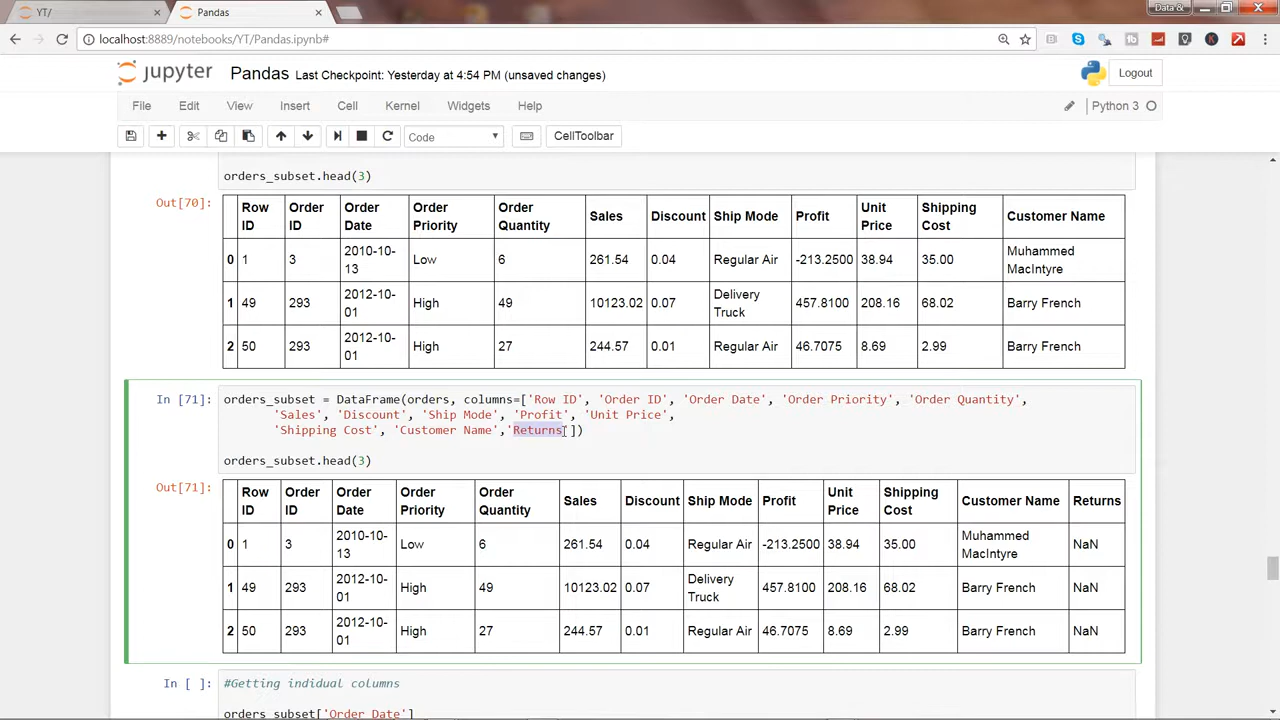 YT/
Pandas
Data &
localhost:8889/notebooks/YT/Pandas.ipynb#
jupyter Pandas Last Checkpoint: Yesterday at 4:54 PM (unsaved changes)
Logout
File Edit View Insert Cell Kernel Widgets Help
Python 3
Code
CellToolbar
orders_subset.head(3)
Out[70]:
Row ID Order ID Order Date Order Priority Order Quantity Sales Discount Ship Mode Profit Unit Price Shipping Cost Customer Name
0 1 3 2010-10-13 Low 6 261.54 0.04 Regular Air -213.2500 38.94 35.00 Muhammed MacIntyre
1 49 293 2012-10-01 High 49 10123.02 0.07 Delivery Truck 457.8100 208.16 68.02 Barry French
2 50 293 2012-10-01 High 27 244.57 0.01 Regular Air 46.7075 8.69 2.99 Barry French
In [71]: orders_subset = DataFrame(orders, columns=['Row ID', 'Order ID', 'Order Date', 'Order Priority', 'Order Quantity',
'Sales', 'Discount', 'Ship Mode', 'Profit', 'Unit Price',
'Shipping Cost', 'Customer Name','Returns'])
orders_subset.head(3)
Out[71]:
Row ID Order ID Order Date Order Priority Order Quantity Sales Discount Ship Mode Profit Unit Price Shipping Cost Customer Name Returns
0 1 3 2010-10-13 Low 6 261.54 0.04 Regular Air -213.2500 38.94 35.00 Muhammed MacIntyre NaN
1 49 293 2012-10-01 High 49 10123.02 0.07 Delivery Truck 457.8100 208.16 68.02 Barry French NaN
2 50 293 2012-10-01 High 27 244.57 0.01 Regular Air 46.7075 8.69 2.99 Barry French NaN
In [ ]: #Getting indidual columns
orders_subset['Order Date']